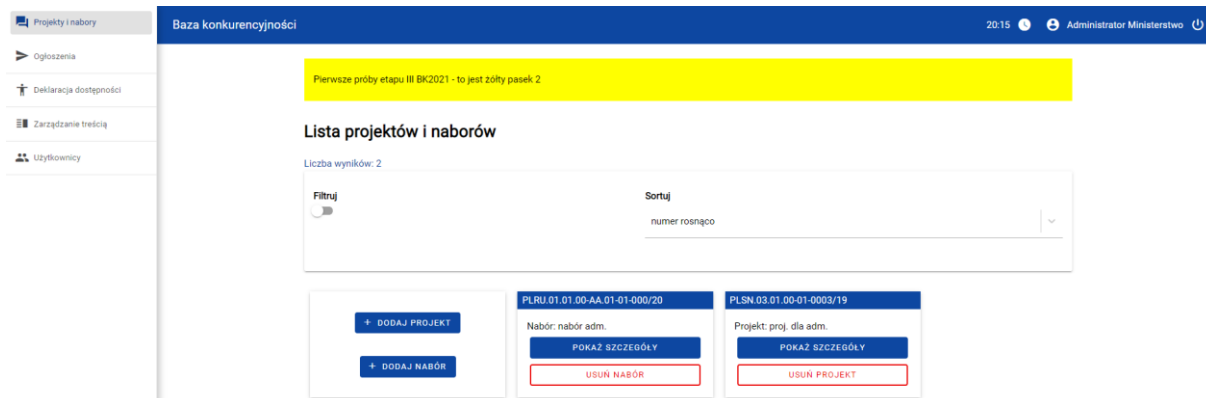 Projekty i nabory
Ogłoszenia
Deklaracja dostępności
Zarządzanie treścią
Użytkownicy
Baza konkurencyjności
20:15
Administrator Ministerstwo
Pierwsze próby etapu III BK2021 - to jest żółty pasek 2
Lista projektów i naborów
Liczba wyników: 2
Filtruj
Sortuj
numer rosnąco
+ DODAJ PROJEKT
+ DODAJ NABÓR
PLRU.01.01.00-AA.01-01-000/20
Nabór: nabór adm.
POKAŻ SZCZEGÓŁY
USUŃ NABÓR
PLSN.03.01.00-01-0003/19
Projekt: proj. dla adm.
POKAŻ SZCZEGÓŁY
USUŃ PROJEKT